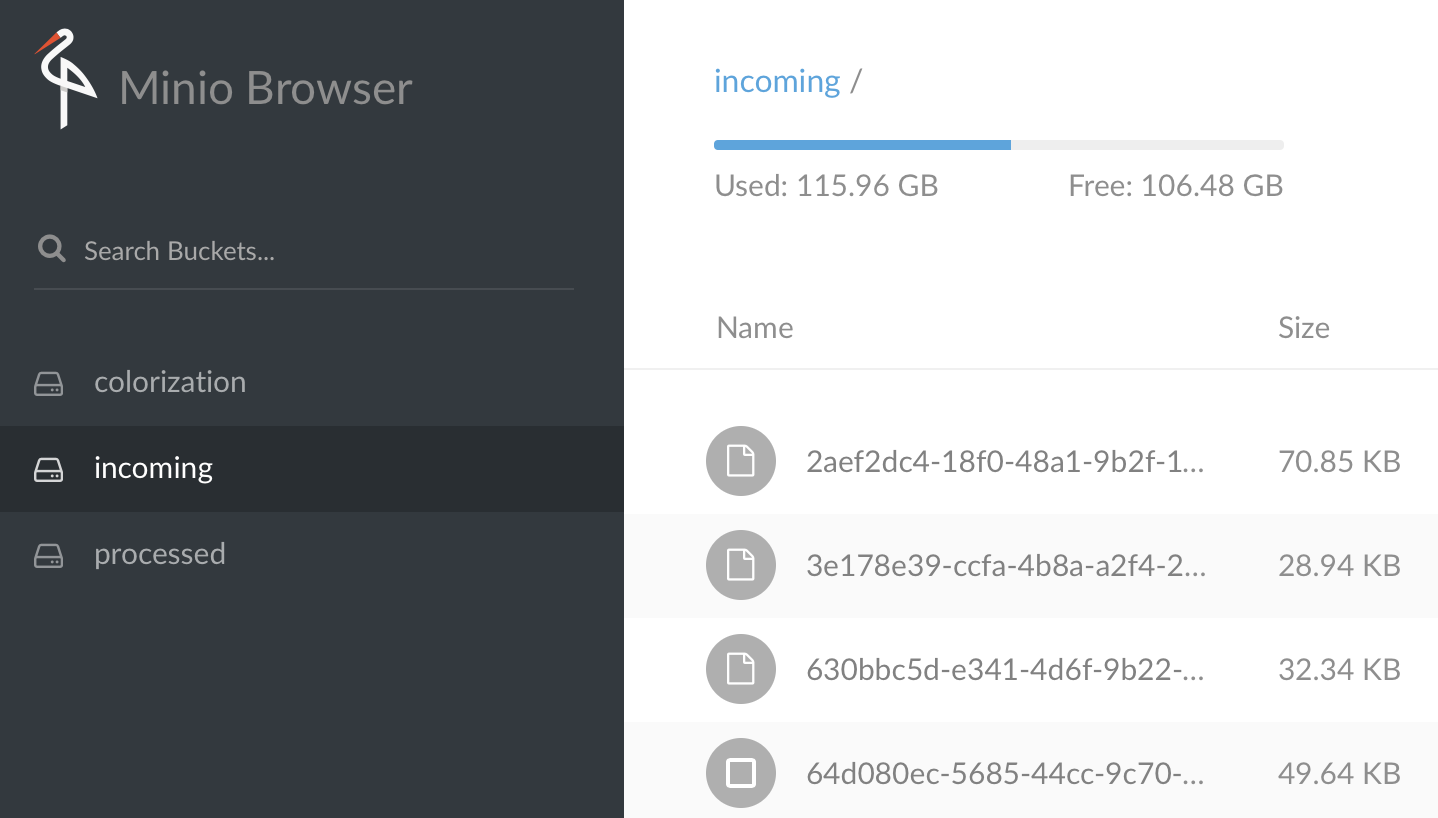 Minio Browser
Search Buckets...
colorization
incoming
processed
incoming /
Used: 115.96 GB Free: 106.48 GB
Name Size
2aef2dc4-18f0-48a1-9b2f-1... 70.85 KB
3e178e39-ccfa-4b8a-a2f4-2... 28.94 KB
630bbc5d-e341-4d6f-9b22-... 32.34 KB
64d080ec-5685-44cc-9c70-... 49.64 KB